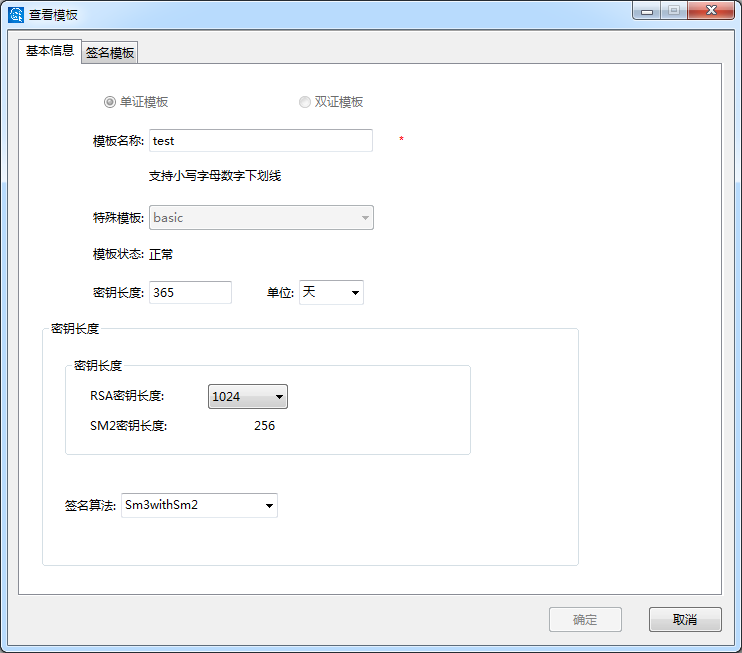 查看模板
基本信息 签名模板
单证模板 双证模板
模板名称: test *
支持小写字母数字下划线
特殊模板: basic
模板状态: 正常
密钥长度: 365 单位: 天
密钥长度
密钥长度
RSA密钥长度: 1024
SM2密钥长度: 256
签名算法: Sm3withSm2
确定 取消